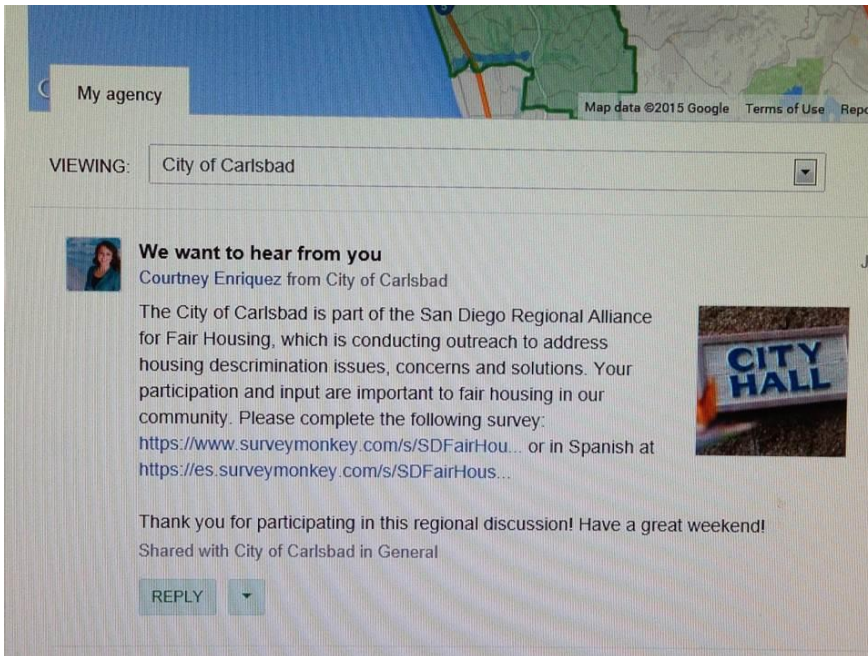 5
Map data ©2015 Google Terms of Use Repo
My agency
VIEWING: City of Carlsbad
We want to hear from you
J
Courtney Enriquez from City of Carlsbad
The City of Carlsbad is part of the San Diego Regional Alliance
for Fair Housing, which is conducting outreach to address
housing descrimination issues, concerns and solutions. Your
participation and input are important to fair housing in our
community. Please complete the following survey:
https://www.surveymonkey.com/s/SDFairHou... or in Spanish at
https://es.surveymonkey.com/s/SDFairHous...
CITY
HALL
Thank you for participating in this regional discussion! Have a great weekend!
Shared with City of Carlsbad in General
REPLY